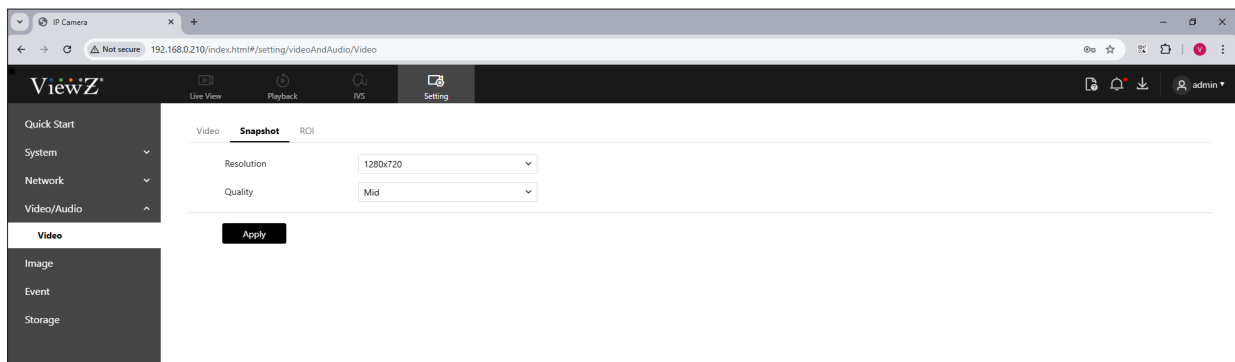 IP Camera
Not secure 192.168.0.210/index.html#/setting/videoAndAudio/Video
V
ViewZ
Live View Playback IVS Setting
admin
Quick Start
System
Network
Video/Audio
Video
Image
Event
Storage
Video Snapshot ROI
Resolution 1280x720
Quality Mid
Apply